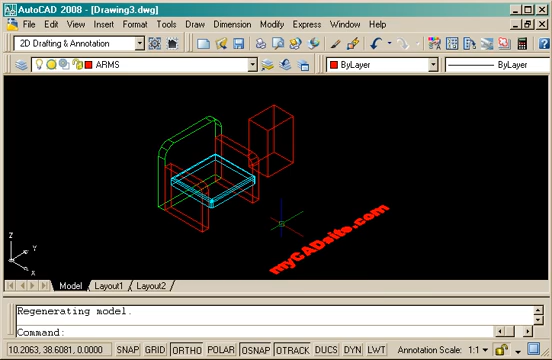 AutoCAD 2008 - [Drawing3.dwg]
File Edit View Insert Format Tools Draw Dimension Modify Express Window Help
2D Drafting & Annotation
ARMS
ByLayer
ByLayer
myCADsite.com
Z
Y
X
Model Layout1 Layout2
Regenerating model.
Command:
10.2063, 38.6081, 0.0000 SNAP GRID ORTHO POLAR OSNAP OTRACK DUCS DYN LWT Annotation Scale: 1:1